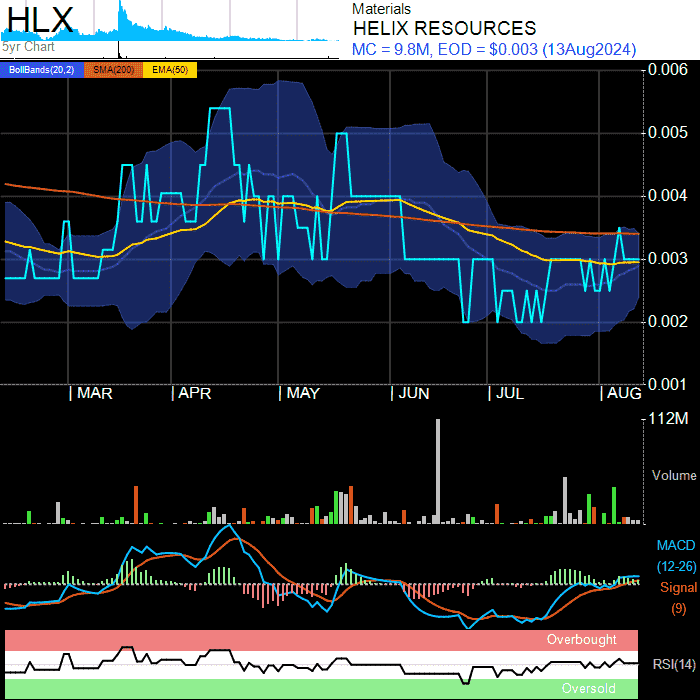 HLX
5yr Chart
Materials
HELIX RESOURCES
MC = 9.8M, EOD = $0.003 (13Aug2024)
BollBands(20,2) SMA(200) EMA(50)
0.006
0.005
0.004
0.003
0.002
0.001
MAR APR MAY JUN JUL AUG
112M
Volume
MACD
(12-26)
Signal
(9)
Overbought
RSI(14)
Oversold